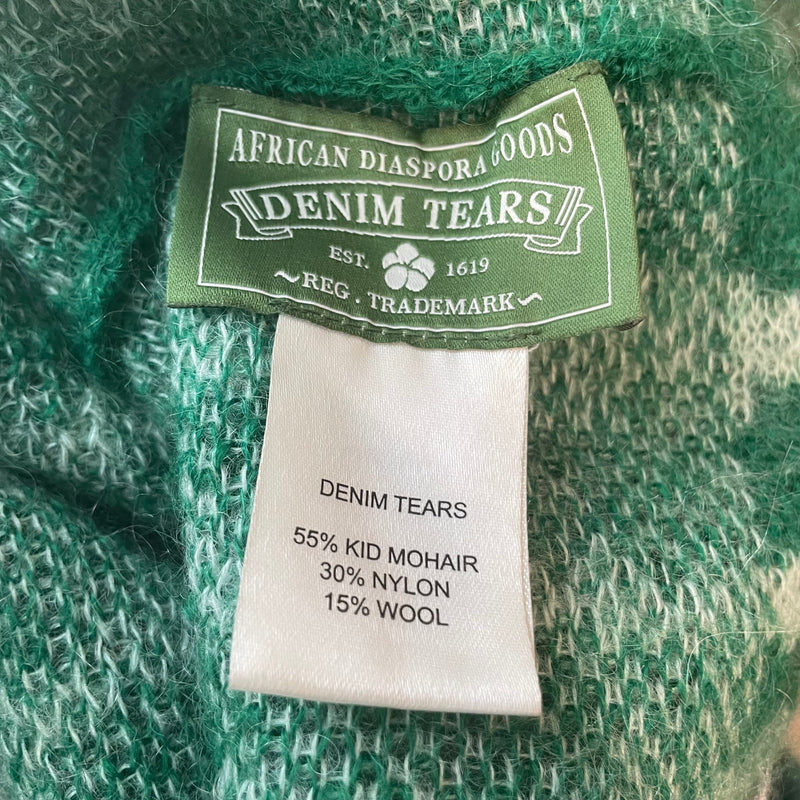 AFRICAN DIASPORA GOODS
DENIM TEARS
EST. 1619
~REG. TRADEMARK~
DENIM TEARS
55% KID MOHAIR
30% NYLON
15% WOOL